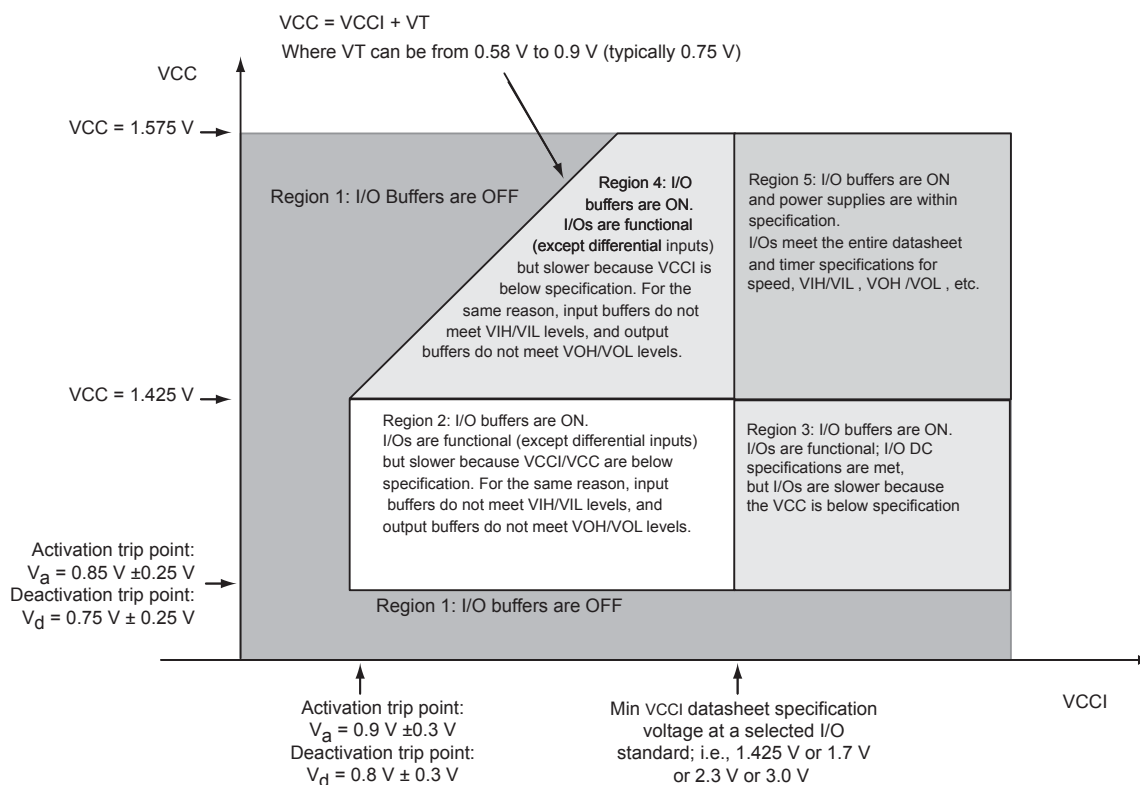 VCC = VCCI + VT
Where VT can be from 0.58 V to 0.9 V (typically 0.75 V)
VCC
VCC = 1.575 V
Region 1: I/O Buffers are OFF
Region 4: I/O
buffers are ON.
I/Os are functional
(except differential inputs)
but slower because VCCI is
below specification. For the
same reason, input buffers do not
meet VIH/VIL levels, and output
buffers do not meet VOH/VOL levels.
Region 5: I/O buffers are ON
and power supplies are within
specification.
I/Os meet the entire datasheet
and timer specifications for
speed, VIH/VIL , VOH /VOL , etc.
VCC = 1.425 V
Region 2: I/O buffers are ON.
I/Os are functional (except differential inputs)
but slower because VCCI/VCC are below
specification. For the same reason, input
buffers do not meet VIH/VIL levels, and
output buffers do not meet VOH/VOL levels.
Region 3: I/O buffers are ON.
I/Os are functional; I/O DC
specifications are met,
but I/Os are slower because
the VCC is below specification
Activation trip point:
Va = 0.85 V ±0.25 V
Deactivation trip point:
Vd = 0.75 V ± 0.25 V
Region 1: I/O buffers are OFF
VCCI
Activation trip point:
Va = 0.9 V ±0.3 V
Deactivation trip point:
Vd = 0.8 V ± 0.3 V
Min VCCI datasheet specification
voltage at a selected I/O
standard; i.e., 1.425 V or 1.7 V
or 2.3 V or 3.0 V